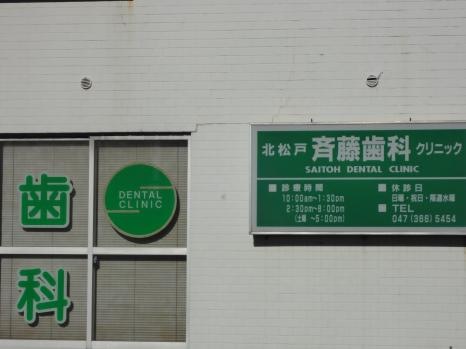 北松戸 斉藤歯科 クリニック
SAITOH DENTAL CLINIC
■ 診療時間
10:00am~1:30pm
2:30pm~8:00pm
(土曜 ~5:00pm)
■ 休診日
日曜・祝日・隔週水曜
■ TEL
047 (368) 5454
歯
科
DENTAL
CLINIC